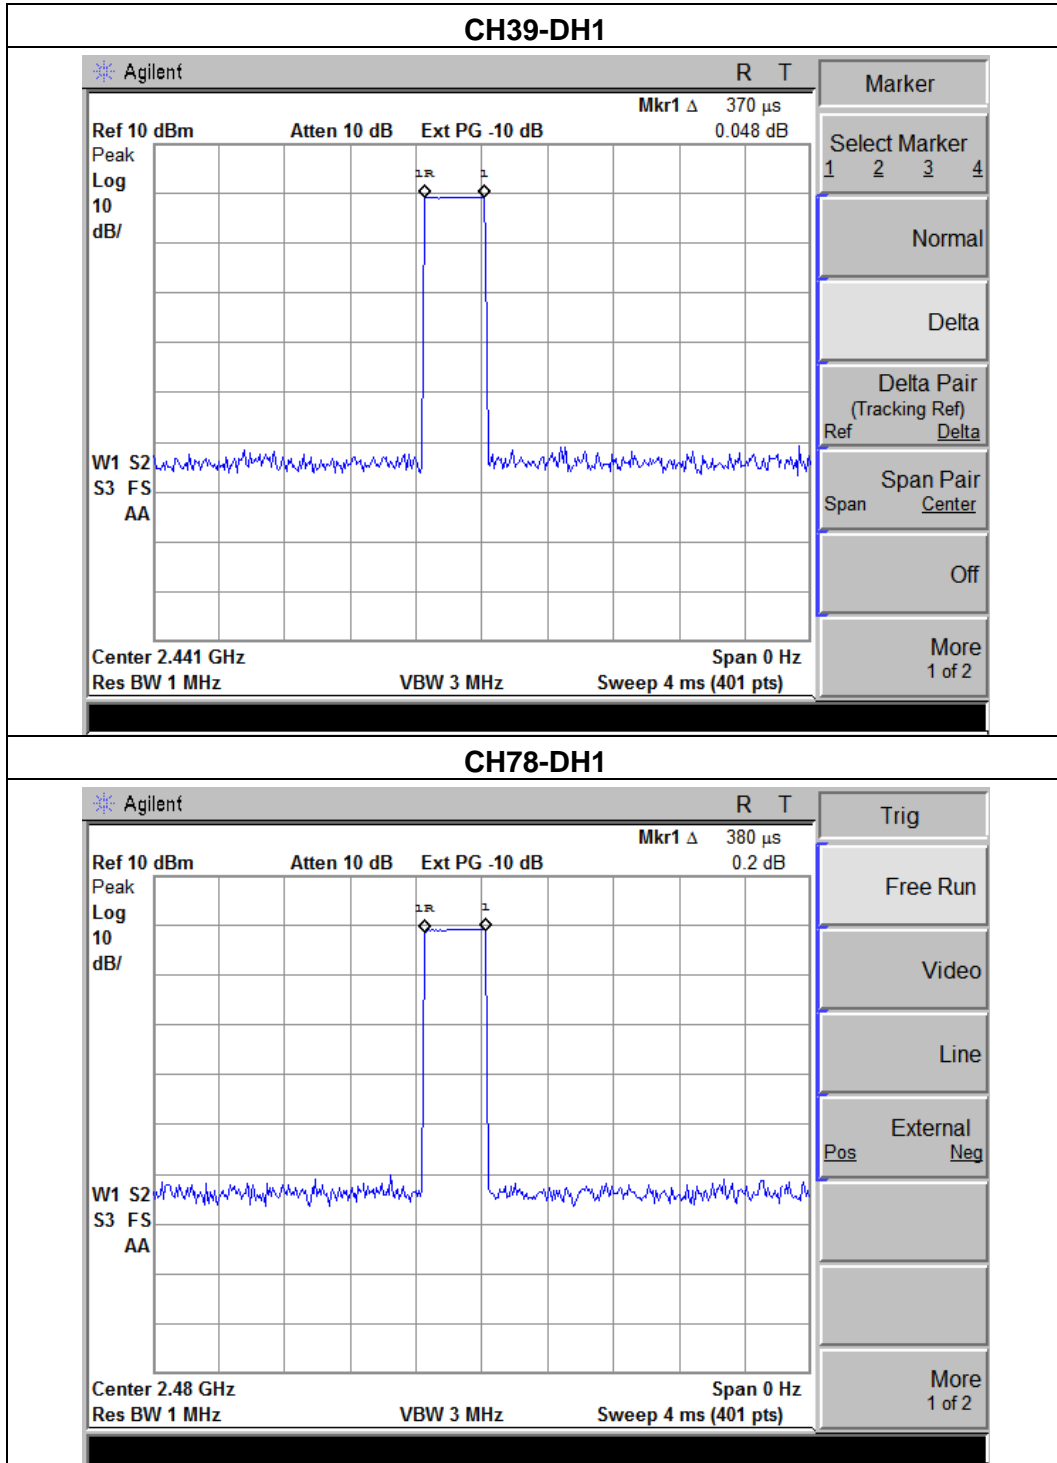 CH39-DH1
Agilent R T
Marker
Mkr1 Δ 370 μs
Ref 10 dBm Atten 10 dB Ext PG -10 dB 0.048 dB
Peak
Log
10
dB/
1R 1
W1 S2
S3 FS
AA
Center 2.441 GHz Span 0 Hz
Res BW 1 MHz VBW 3 MHz Sweep 4 ms (401 pts)
Select Marker
1 2 3 4
Normal
Delta
Delta Pair
(Tracking Ref)
Ref Delta
Span Pair
Span Center
Off
More
1 of 2
CH78-DH1
Agilent R T
Trig
Mkr1 Δ 380 μs
Ref 10 dBm Atten 10 dB Ext PG -10 dB 0.2 dB
Peak
Log
10
dB/
1R 1
W1 S2
S3 FS
AA
Center 2.48 GHz Span 0 Hz
Res BW 1 MHz VBW 3 MHz Sweep 4 ms (401 pts)
Free Run
Video
Line
External
Pos Neg
More
1 of 2